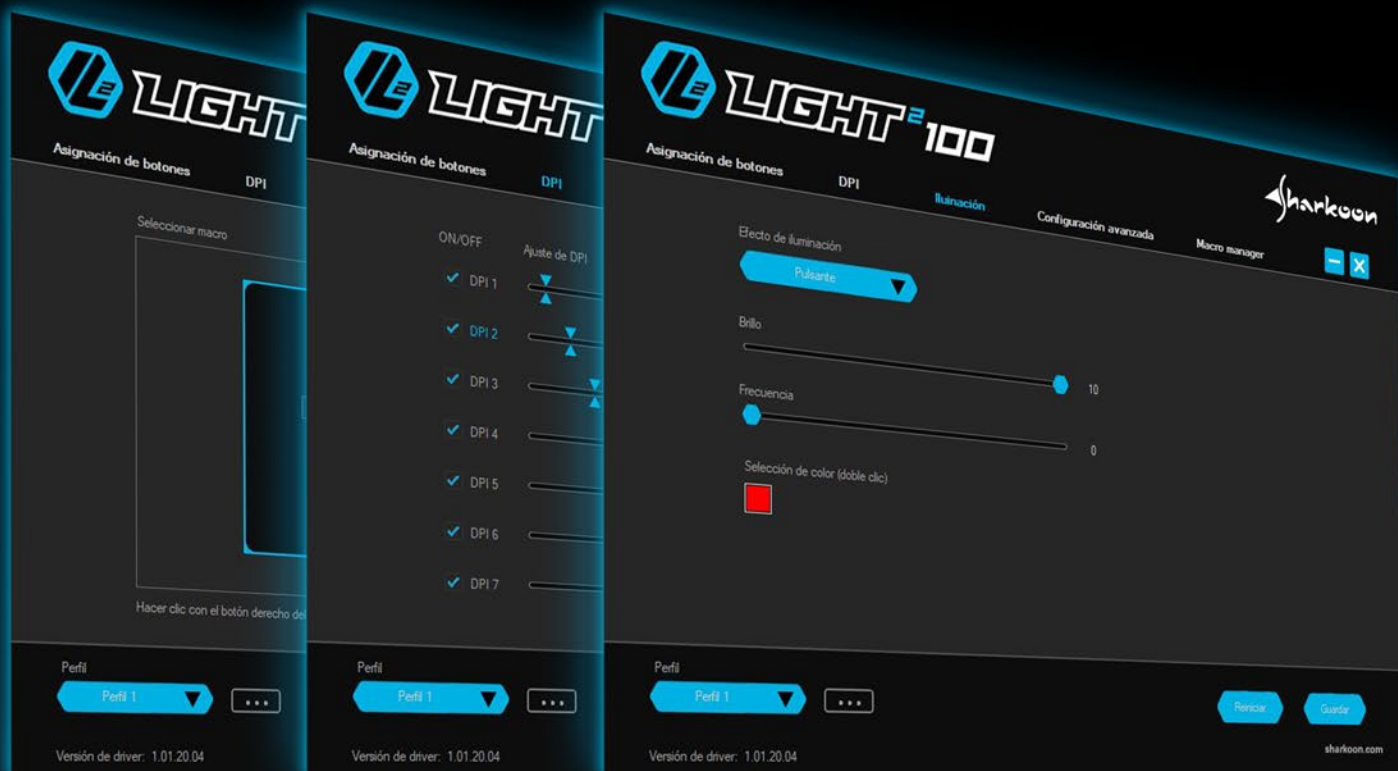 LIGHT
Asignación de botones
DPI
Seleccionar macro
Hacer clic con el botón derecho del
Perfil
Perfil 1
...
Versión de driver: 1.01.20.04
LIGHT
Asignación de botones
DPI
ON/OFF
Ajuste de DPI
DPI 1
DPI 2
DPI 3
DPI 4
DPI 5
DPI 6
DPI 7
Perfil
Perfil 1
...
Versión de driver: 1.01.20.04
LIGHT² 100
Sharkoon
Asignación de botones
DPI
Iluinación
Configuración avanzada
Macro manager
Efecto de iluminación
Pulsante
Brillo
10
Frecuencia
0
Selección de color (doble clic)
Perfil
Perfil 1
...
Reiniciar
Guardar
Versión de driver: 1.01.20.04
sharkoon.com